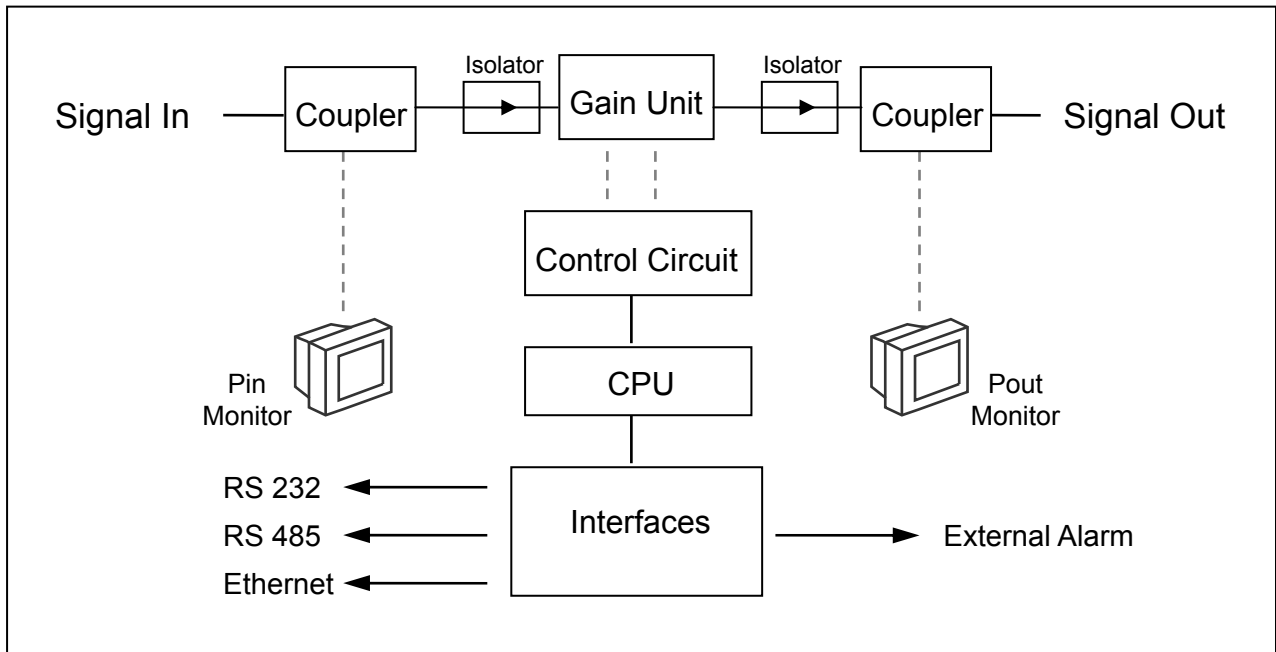 Isolator
Isolator
Signal In
Coupler
Gain Unit
Coupler
Signal Out
Control Circuit
Pin
Monitor
CPU
Pout
Monitor
RS 232
RS 485
Ethernet
Interfaces
External Alarm